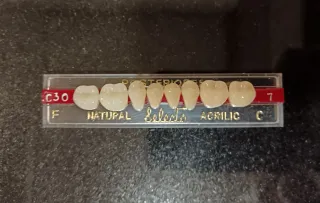 POSTERIORES
C30 7
F NATURAL Selecta ACRILIC C